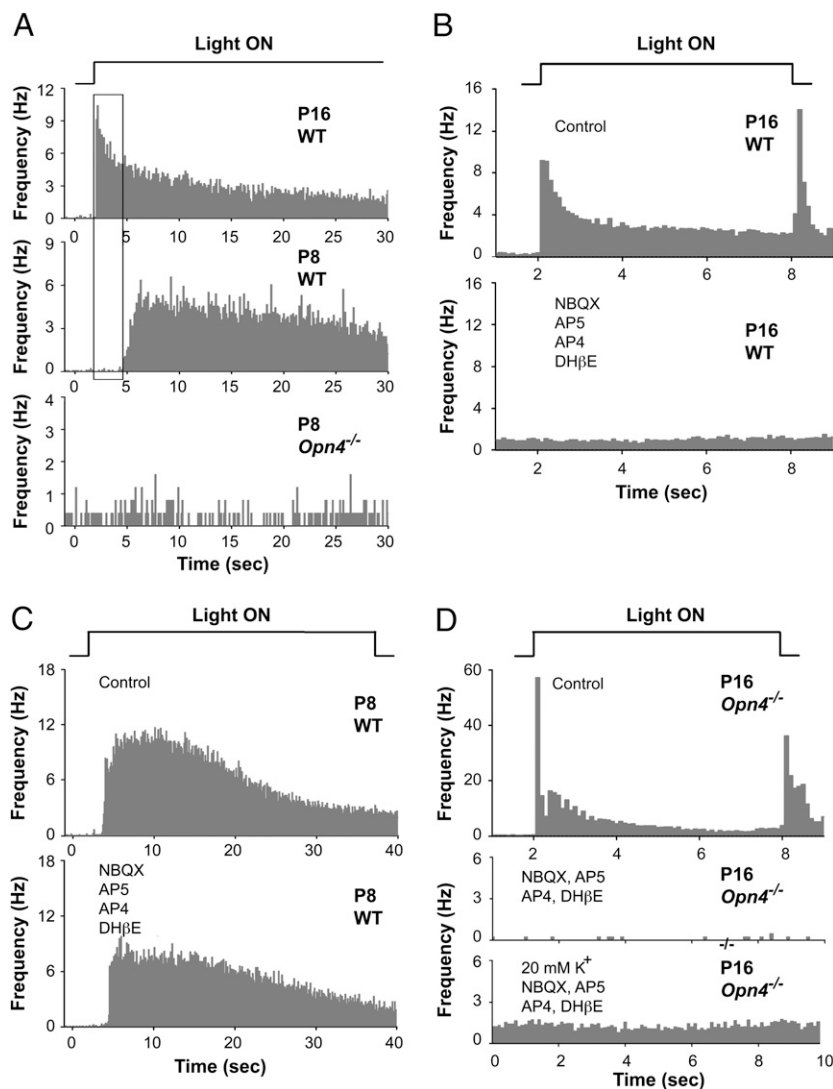 A
Light ON
Frequency (Hz)
12
9
6
3
0
P16
WT
0 5 10 15 20 25 30
Frequency (Hz)
9
6
3
0
P8
WT
0 5 10 15 20 25 30
Frequency (Hz)
4
3
2
1
0
P8
Opn4-/-
0 5 10 15 20 25 30
Time (sec)
B
Light ON
Frequency (Hz)
16
12
8
4
0
Control
P16
WT
2 4 6 8
Frequency (Hz)
16
12
8
4
0
NBQX
AP5
AP4
DHβE
P16
WT
2 4 6 8
Time (sec)
C
Light ON
Frequency (Hz)
18
12
6
0
Control
P8
WT
0 10 20 30 40
Frequency (Hz)
18
12
6
0
NBQX
AP5
AP4
DHβE
P8
WT
0 10 20 30 40
Time (sec)
D
Light ON
Frequency (Hz)
60
40
20
0
Control
P16
Opn4-/-
2 4 6 8
Frequency (Hz)
6
3
0
NBQX, AP5
AP4, DHβE
P16
Opn4-/-
-/-
6
3
0
20 mM K+
NBQX, AP5
AP4, DHβE
P16
Opn4-/-
0 2 4 6 8 10
Time (sec)